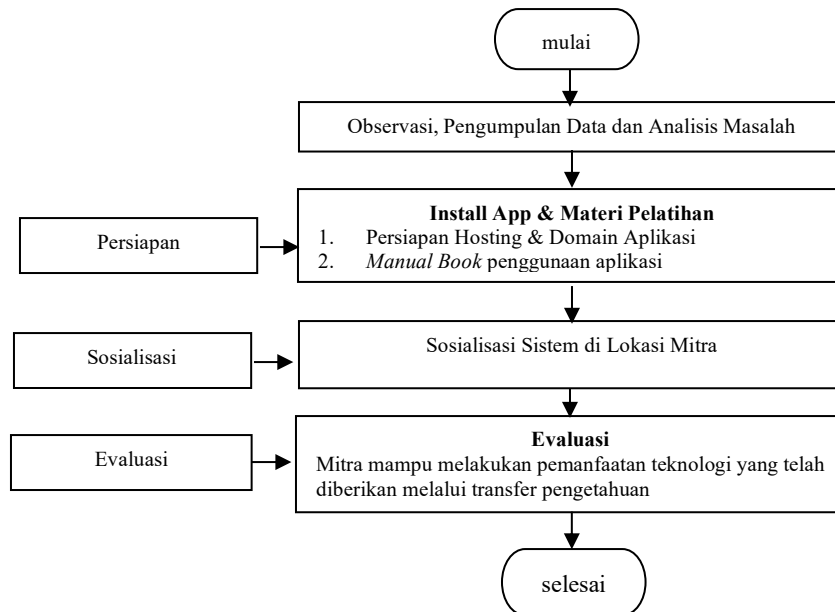 mulai
Observasi, Pengumpulan Data dan Analisis Masalah
Persiapan
Install App & Materi Pelatihan
1. Persiapan Hosting & Domain Aplikasi
2. Manual Book penggunaan aplikasi
Sosialisasi
Sosialisasi Sistem di Lokasi Mitra
Evaluasi
Evaluasi
Mitra mampu melakukan pemanfaatan teknologi yang telah
diberikan melalui transfer pengetahuan
selesai